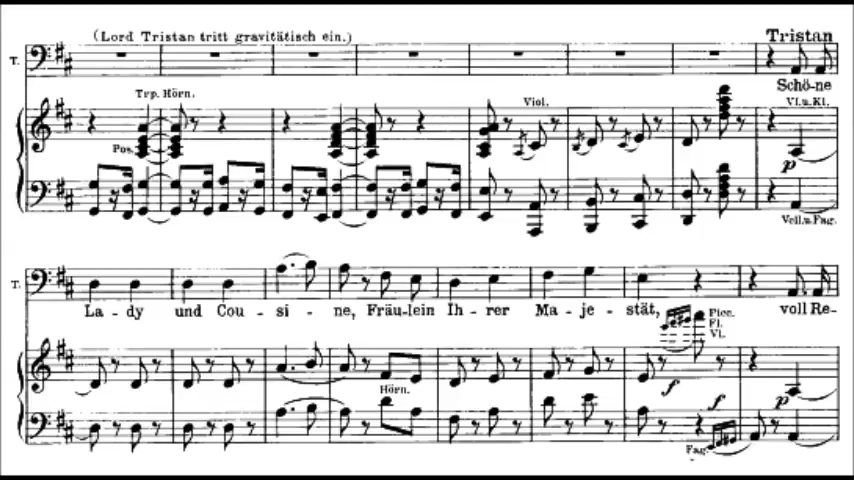 (Lord Tristan tritt gravitätisch ein.)
Tristan
T.
Schö-ne
Trp. Hörn.
Viol.
Vl.u.Kl.
Pos.
p
Vcll.u.Fag.
T.
La-dy und Cou-si-ne, Fräu-lein Ih-rer Ma-je-stät, voll Re-
Picc.
Fl.
Vl.
Hörn.
f
f
p
Fag.